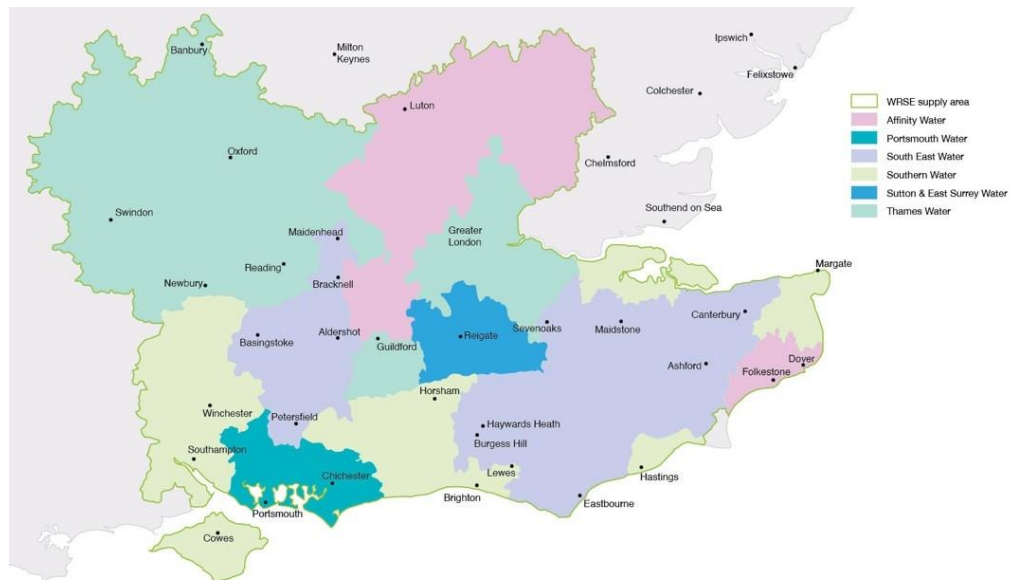 Banbury
Milton
Keynes
Ipswich
Felixstowe
Colchester
Luton
WRSE supply area
Affinity Water
Portsmouth Water
South East Water
Southern Water
Sutton & East Surrey Water
Thames Water
Oxford
Chelmsford
Swindon
Southend on Sea
Maidenhead
Greater
London
Reading
Newbury
Bracknell
Margate
Canterbury
Aldershot
Basingstoke
Guildford
Reigate
Sevenoaks
Maidstone
Ashford
Dover
Folkestone
Horsham
Winchester
Petersfield
Haywards Heath
Burgess Hill
Southampton
Lewes
Hastings
Chichester
Brighton
Eastbourne
Portsmouth
Cowes